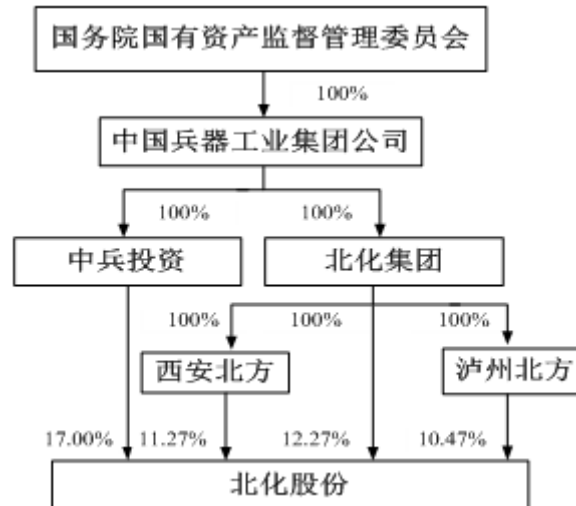 国务院国有资产监督管理委员会
100%
中国兵器工业集团公司
100%
100%
中兵投资
北化集团
100%
100%
100%
西安北方
泸州北方
17.00%
11.27%
12.27%
10.47%
北化股份